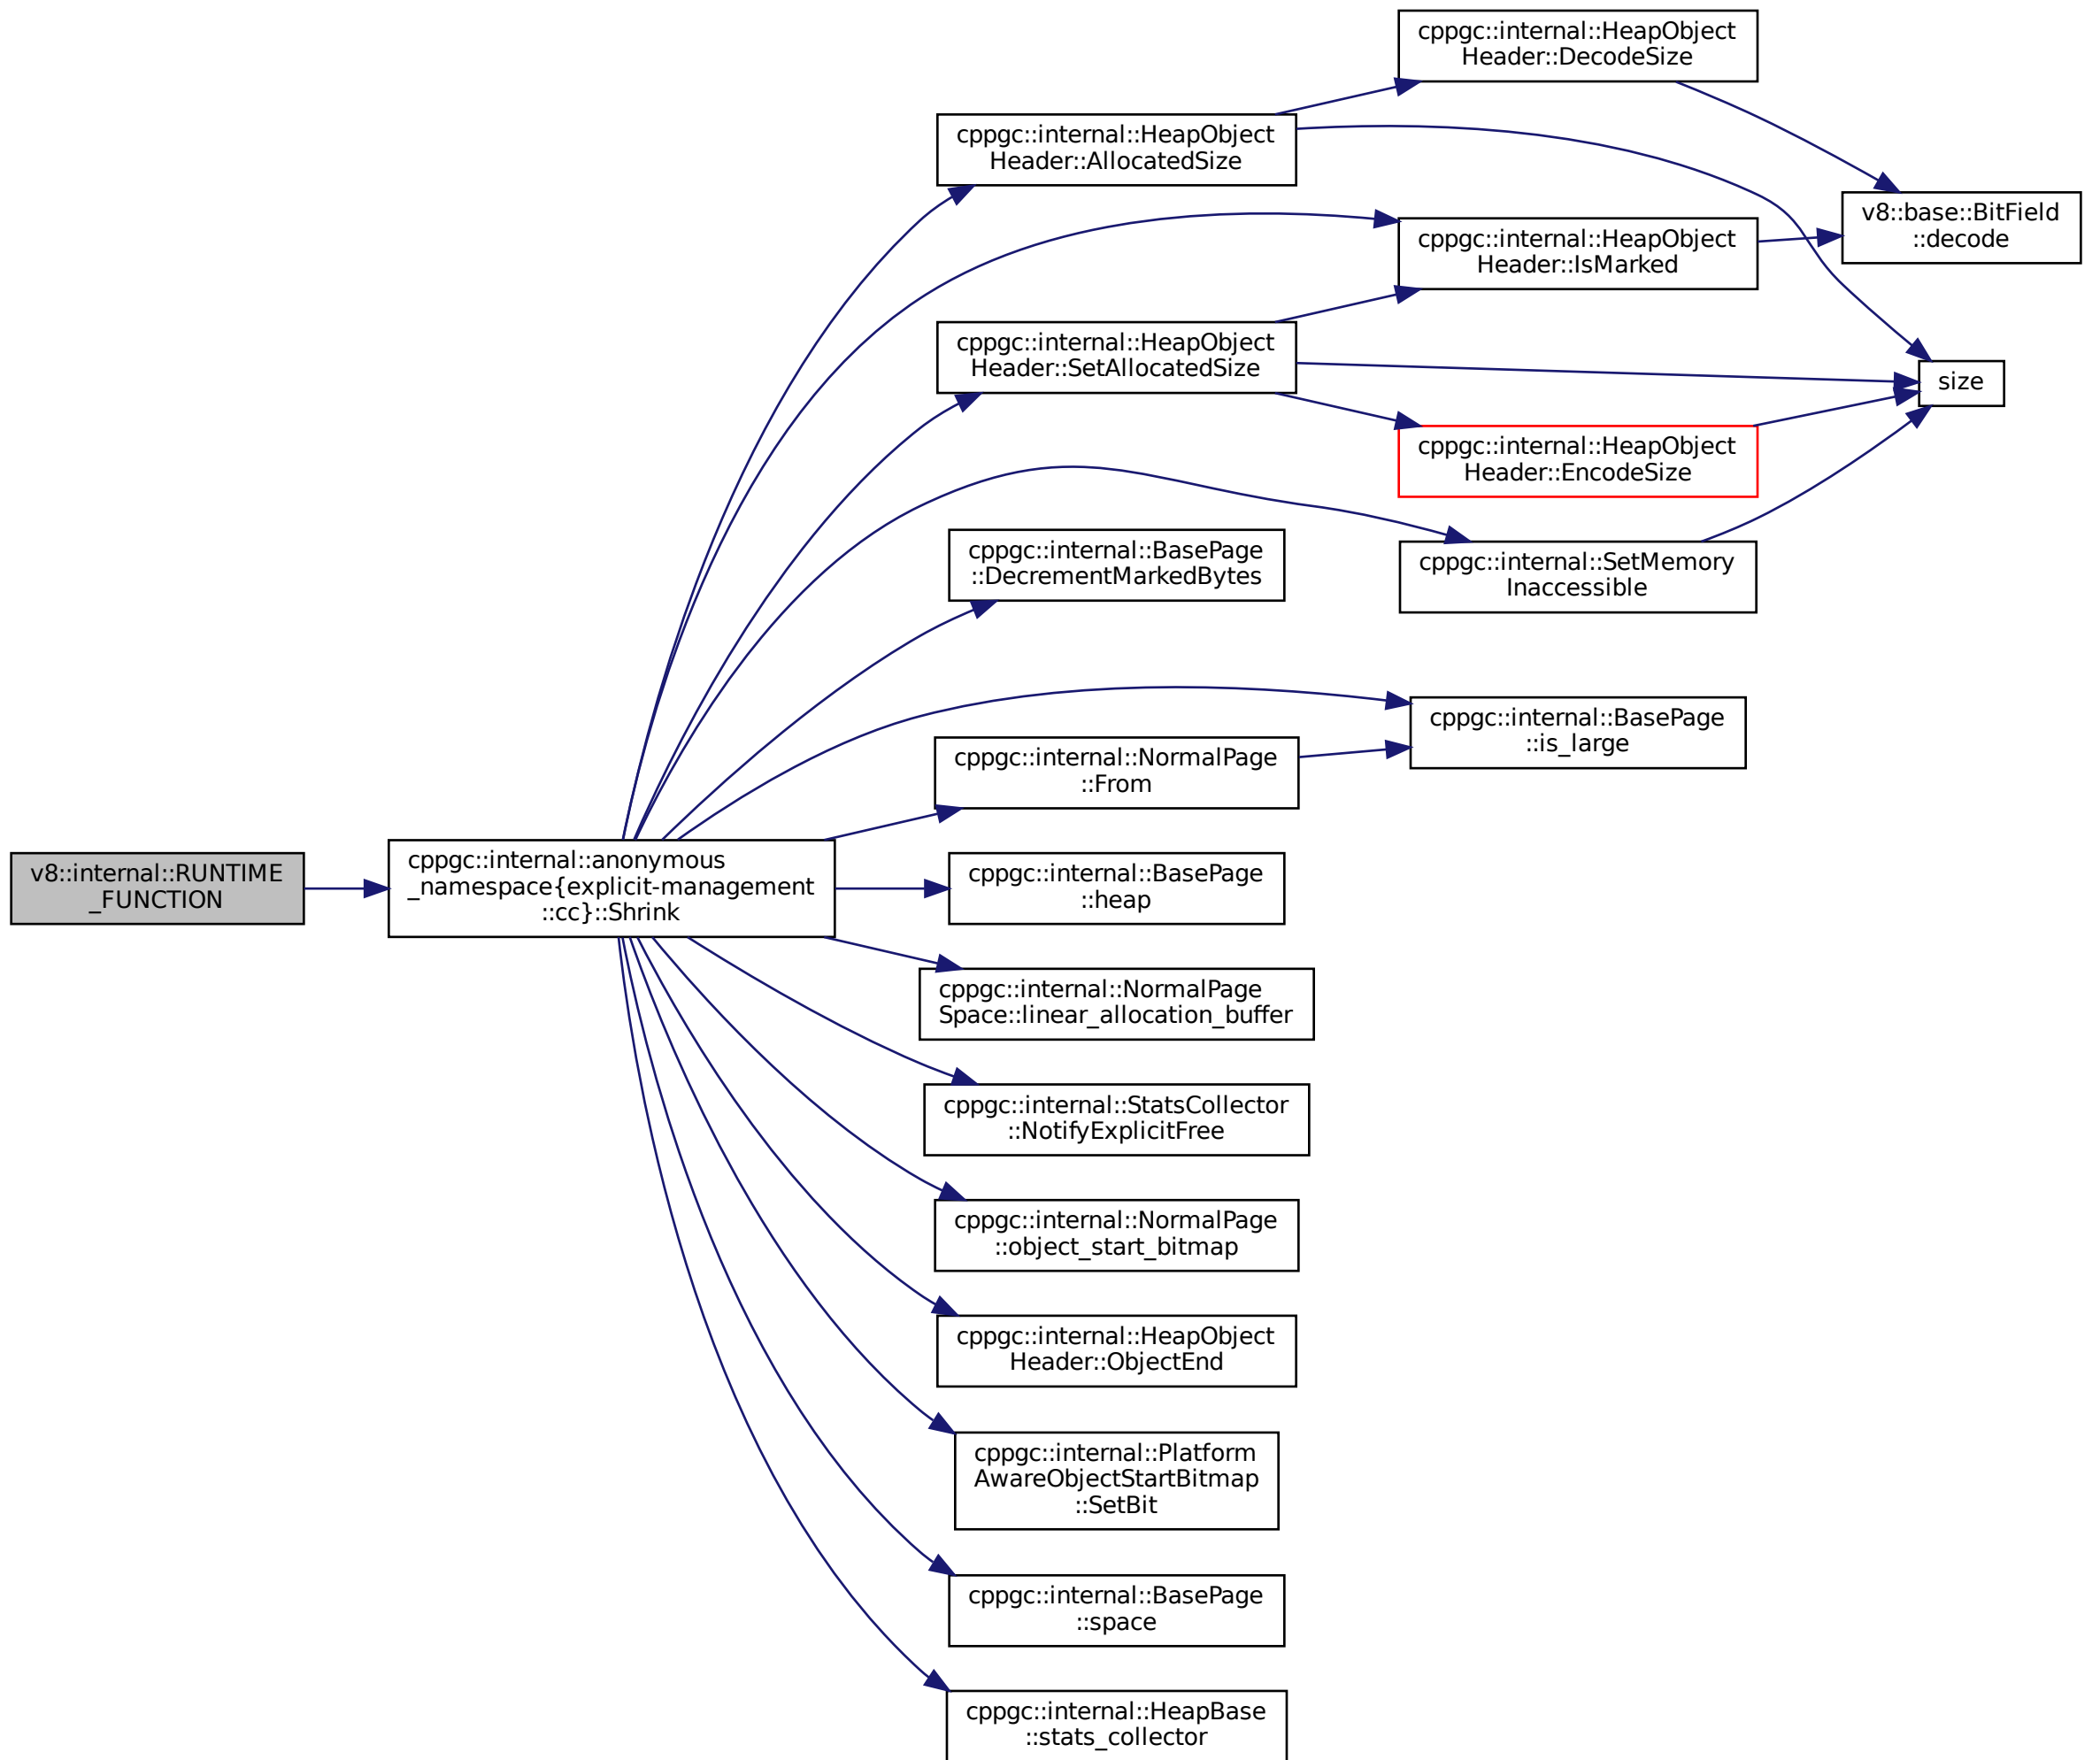 v8::internal::RUNTIME
_FUNCTION
cppgc::internal::anonymous
_namespace{explicit-management
::cc}::Shrink
cppgc::internal::HeapObject
Header::AllocatedSize
cppgc::internal::HeapObject
Header::SetAllocatedSize
cppgc::internal::BasePage
::DecrementMarkedBytes
cppgc::internal::NormalPage
::From
cppgc::internal::BasePage
::heap
cppgc::internal::NormalPage
Space::linear_allocation_buffer
cppgc::internal::StatsCollector
::NotifyExplicitFree
cppgc::internal::NormalPage
::object_start_bitmap
cppgc::internal::HeapObject
Header::ObjectEnd
cppgc::internal::Platform
AwareObjectStartBitmap
::SetBit
cppgc::internal::BasePage
::space
cppgc::internal::HeapBase
::stats_collector
cppgc::internal::HeapObject
Header::DecodeSize
cppgc::internal::HeapObject
Header::IsMarked
cppgc::internal::HeapObject
Header::EncodeSize
cppgc::internal::SetMemory
Inaccessible
cppgc::internal::BasePage
::is_large
v8::base::BitField
::decode
size